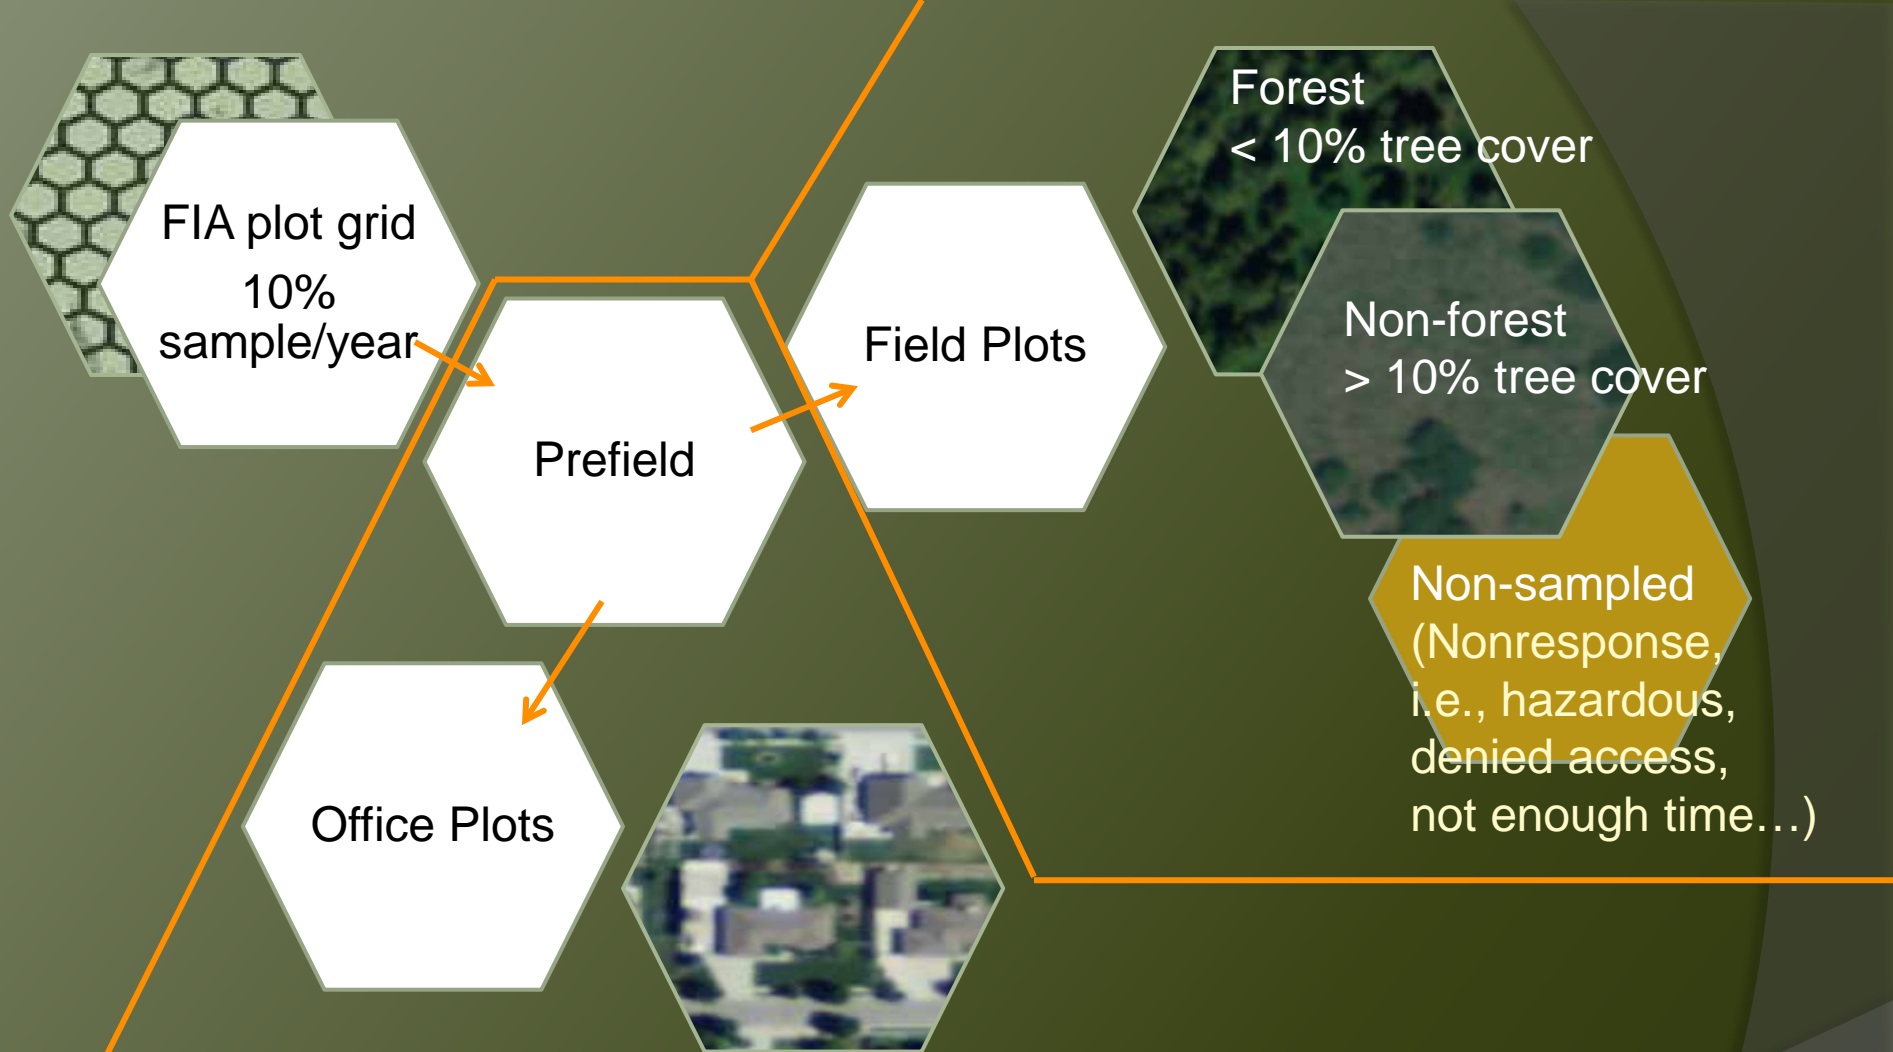 FIA plot grid
10%
sample/year
Prefield
Office Plots
Field Plots
Forest
< 10% tree cover
Non-forest
> 10% tree cover
Non-sampled
(Nonresponse,
i.e., hazardous,
denied access,
not enough time…)